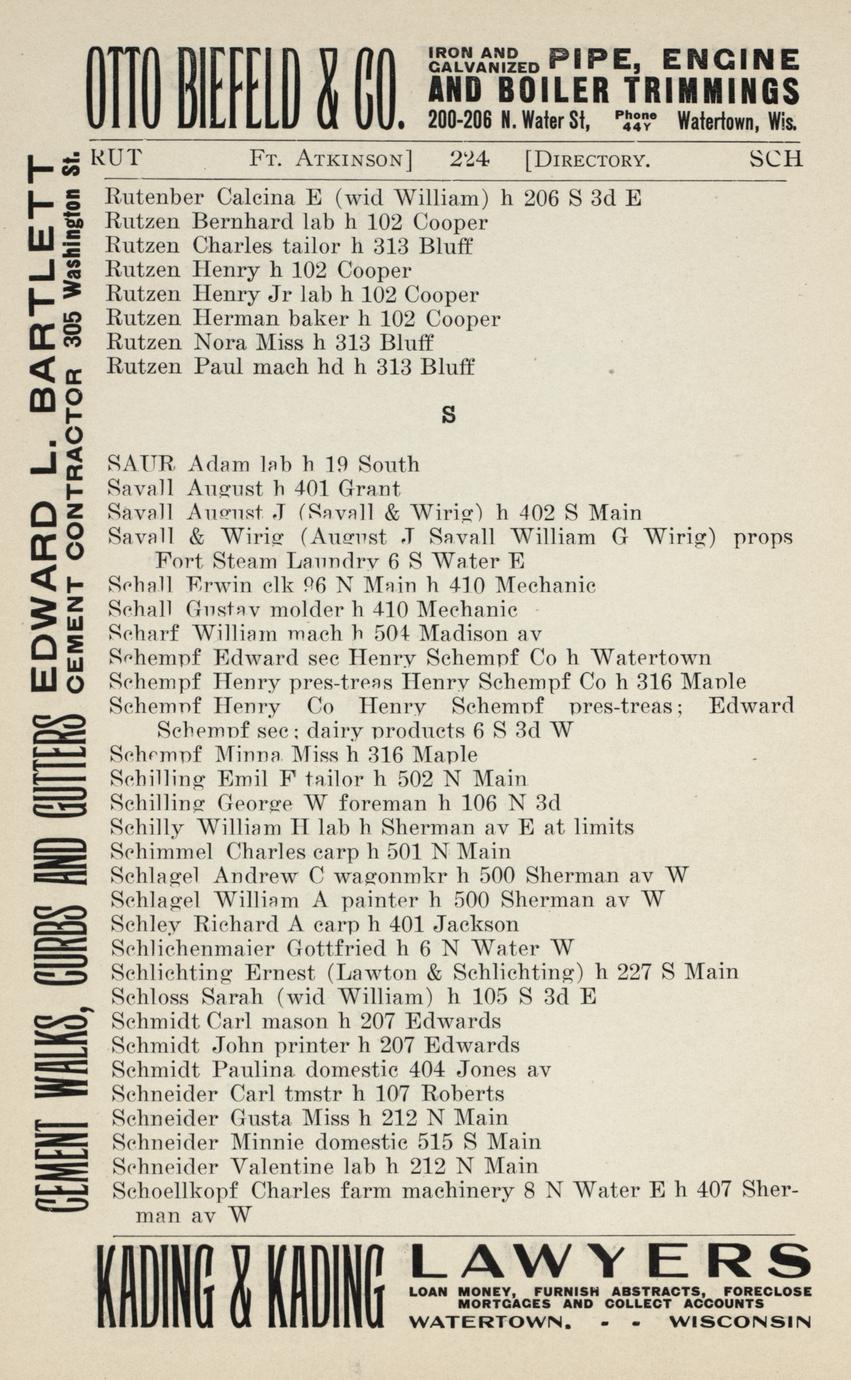 OTTO BIEFELD & CO.
IRON AND GALVANIZED PIPE, ENGINE
AND BOILER TRIMMINGS
200-206 N. Water St, Phone 44Y Watertown, Wis.
RUT FT. ATKINSON] 224 [DIRECTORY. SCH
Rutenber Calcina E (wid William) h 206 S 3d E
Rutzen Bernhard lab h 102 Cooper
Rutzen Charles tailor h 313 Bluff
Rutzen Henry h 102 Cooper
Rutzen Henry Jr lab h 102 Cooper
Rutzen Herman baker h 102 Cooper
Rutzen Nora Miss h 313 Bluff
Rutzen Paul mach hd h 313 Bluff
S
SAUR Adam lab h 19 South
Savall August h 401 Grant
Savall August J (Savall & Wirig) h 402 S Main
Savall & Wirig (August J Savall William G Wirig) props
Fort Steam Laundry 6 S Water E
Schall Erwin clk 96 N Main h 410 Mechanic
Schall Gustav molder h 410 Mechanic
Scharf William mach h 504 Madison av
Schempf Edward sec Henry Schempf Co h Watertown
Schempf Henry pres-treas Henry Schempf Co h 316 Maple
Schempf Henry Co Henry Schempf pres-treas; Edward
Schempf sec; dairy products 6 S 3d W
Schempf Minna Miss h 316 Maple
Schilling Emil F tailor h 502 N Main
Schilling George W foreman h 106 N 3d
Schilly William H lab h Sherman av E at limits
Schimmel Charles carp h 501 N Main
Schlagel Andrew C wagonmkr h 500 Sherman av W
Schlagel William A painter h 500 Sherman av W
Schley Richard A carp h 401 Jackson
Schlichenmaier Gottfried h 6 N Water W
Schlichting Ernest (Lawton & Schlichting) h 227 S Main
Schloss Sarah (wid William) h 105 S 3d E
Schmidt Carl mason h 207 Edwards
Schmidt John printer h 207 Edwards
Schmidt Paulina domestic 404 Jones av
Schneider Carl tmstr h 107 Roberts
Schneider Gusta Miss h 212 N Main
Schneider Minnie domestic 515 S Main
Schneider Valentine lab h 212 N Main
Schoellkopf Charles farm machinery 8 N Water E h 407 Sher-
man av W
EDWARD L. BARTLETT
CEMENT CONTRACTOR 305 Washington St.
CEMENT WALKS, CURBS AND GUTTERS
KADING & KADING
LAWYERS
LOAN MONEY, FURNISH ABSTRACTS, FORECLOSE
MORTGAGES AND COLLECT ACCOUNTS
WATERTOWN. - - WISCONSIN